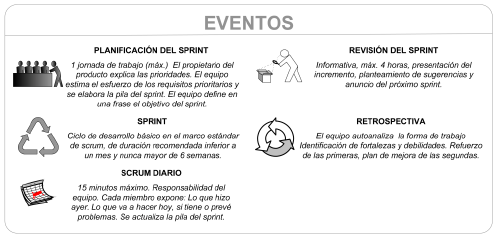 EVENTOS
PLANIFICACIÓN DEL SPRINT
1 jornada de trabajo (máx.) El propietario del
producto explica las prioridades. El equipo
estima el esfuerzo de los requisitos prioritarios y
se elabora la pila del sprint. El equipo define en
una frase el objetivo del sprint.
SPRINT
Ciclo de desarrollo básico en el marco estándar
de scrum, de duración recomendada inferior a
un mes y nunca mayor de 6 semanas.
SCRUM DIARIO
15 minutos máximo. Responsabilidad del
equipo. Cada miembro expone: Lo que hizo
ayer. Lo que va a hacer hoy, si tiene o prevé
problemas. Se actualiza la pila del sprint.
REVISIÓN DEL SPRINT
Informativa, máx. 4 horas, presentación del
incremento, planteamiento de sugerencias y
anuncio del próximo sprint.
RETROSPECTIVA
El equipo autoanaliza la forma de trabajo
Identificación de fortalezas y debilidades. Refuerzo
de las primeras, plan de mejora de las segundas.